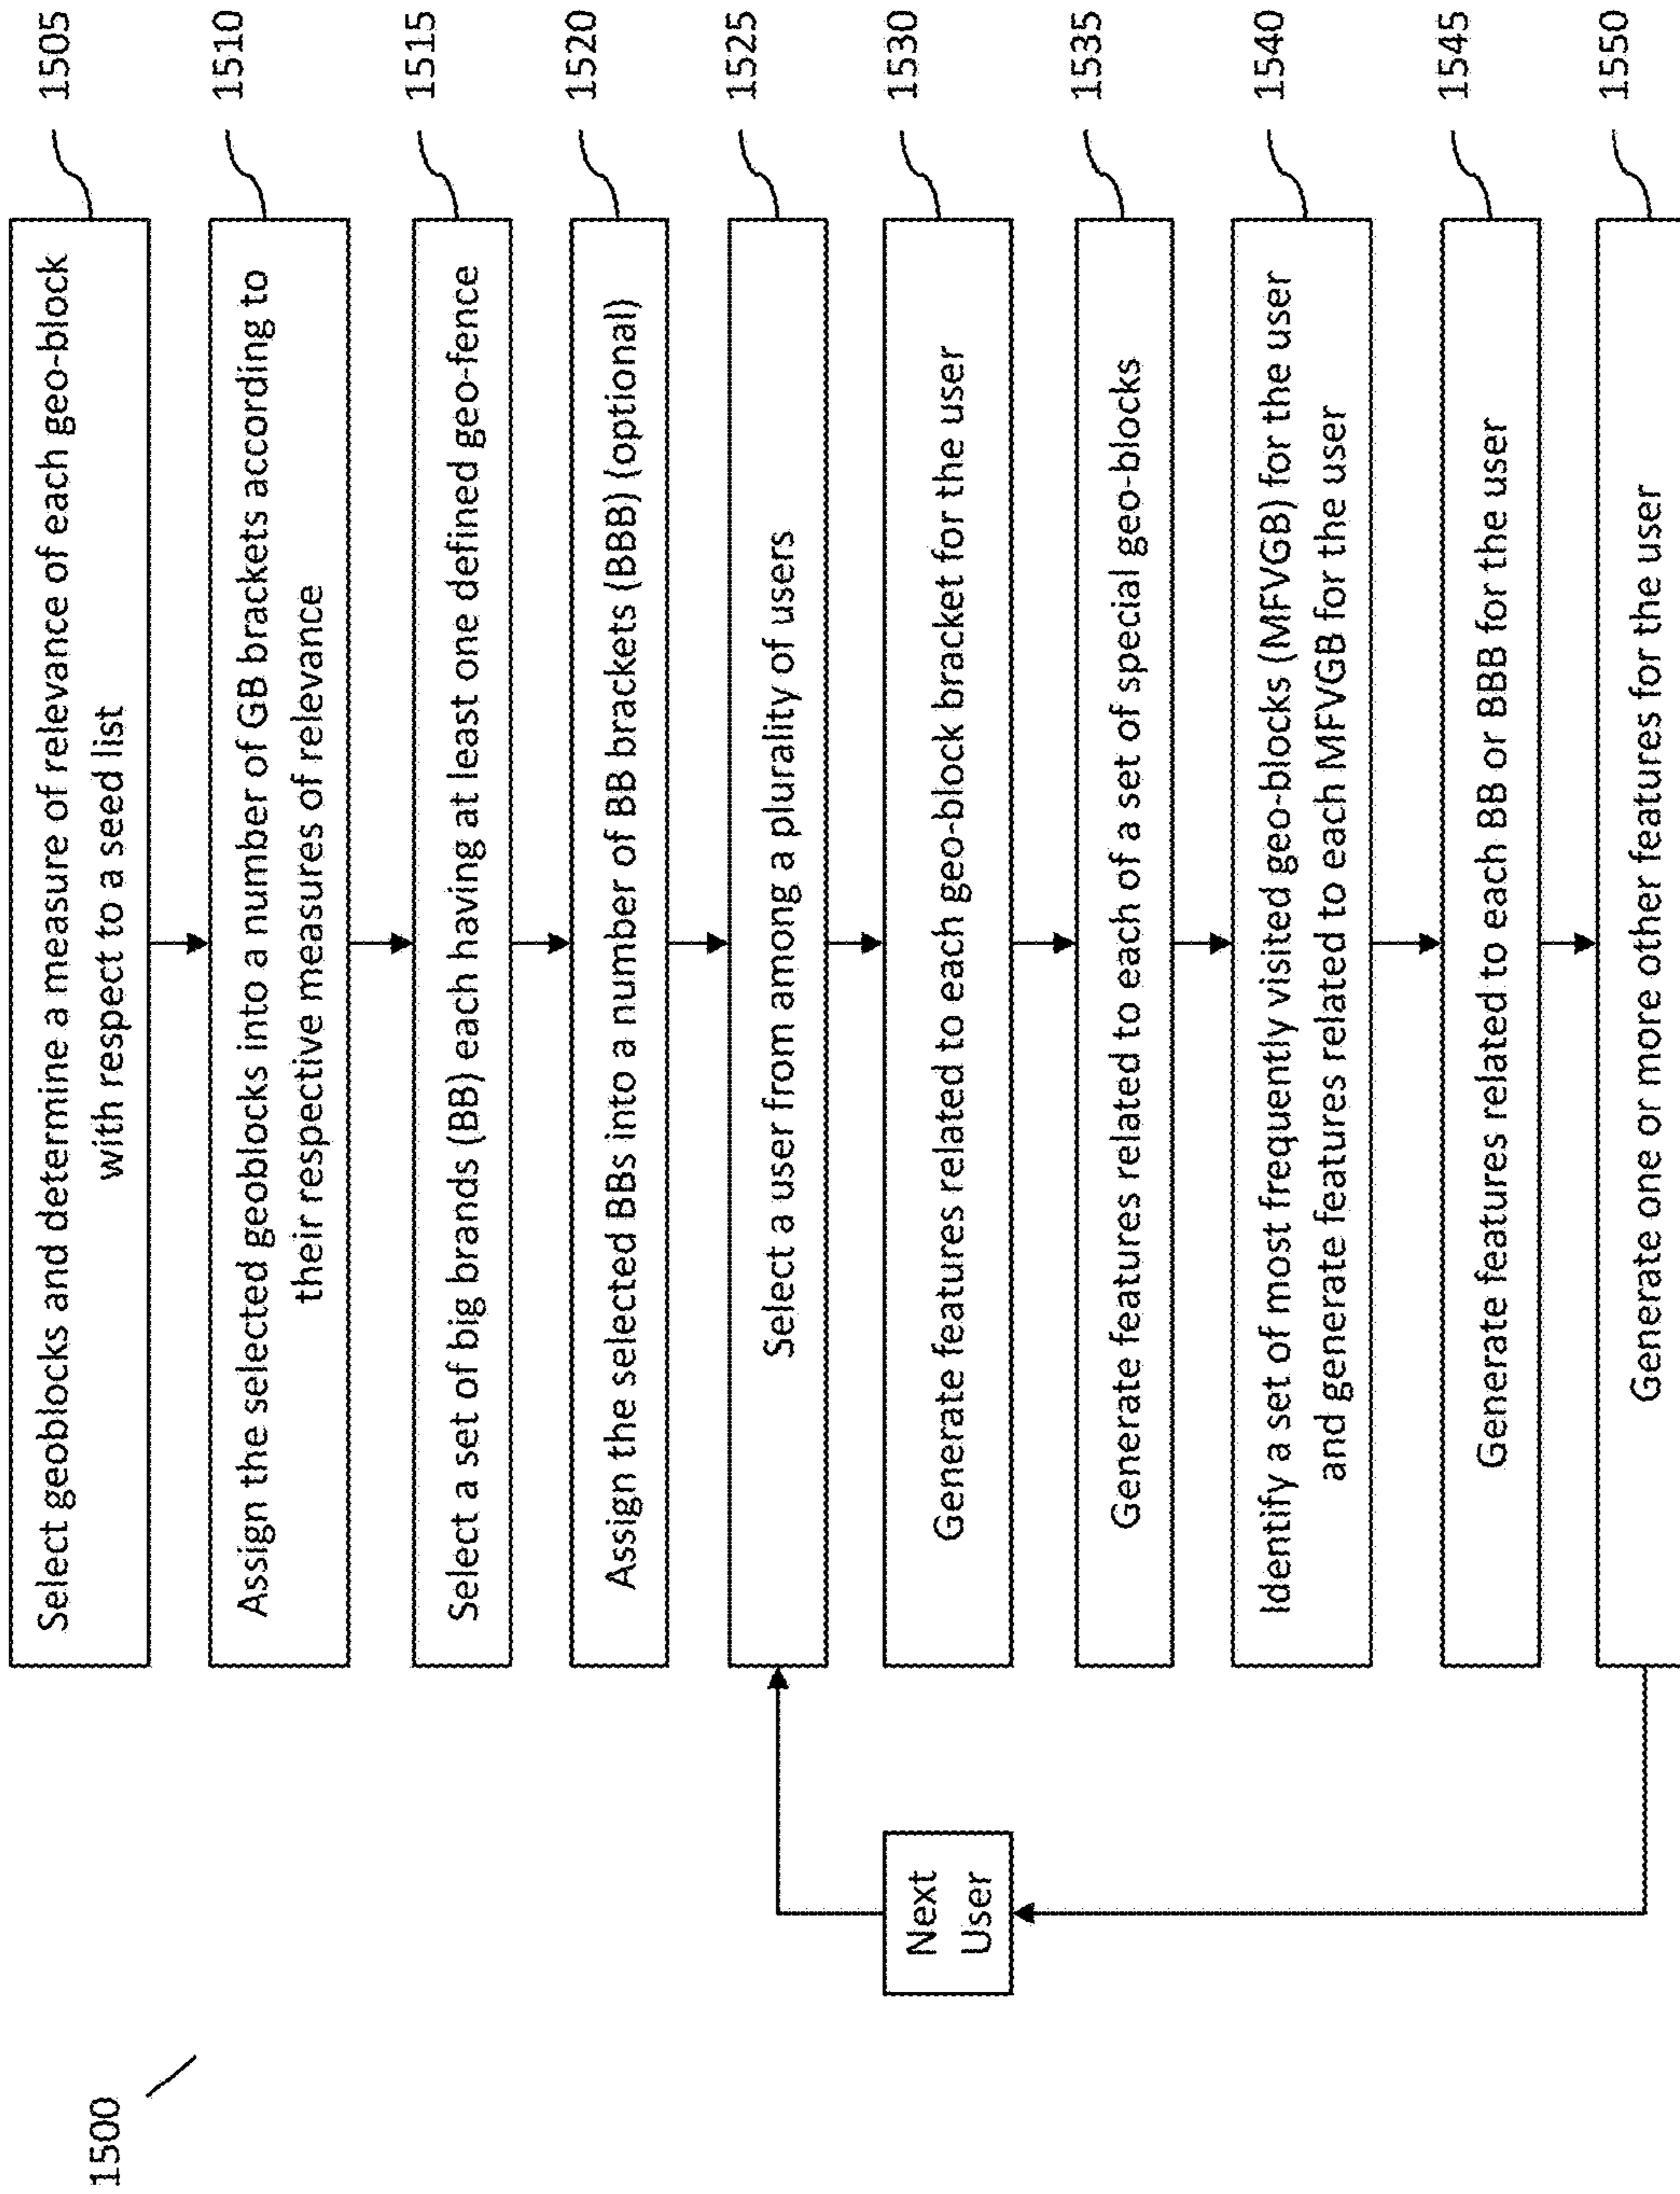 1500
Select geoblocks and determine a measure of relevance of each geo-block
with respect to a seed list
1505
Assign the selected geoblocks into a number of GB brackets according to
their respective measures of relevance
1510
Select a set of big brands (BB) each having at least one defined geo-fence
1515
Assign the selected BBs into a number of BB brackets (BBB) (optional)
1520
Select a user from among a plurality of users
1525
Generate features related to each geo-block bracket for the user
1530
Generate features related to each of a set of special geo-blocks
1535
Identify a set of most frequently visited geo-blocks (MFVGB) for the user
and generate features related to each MFVGB for the user
1540
Generate features related to each BB or BBB for the user
1545
Generate one or more other features for the user
1550
Next
User